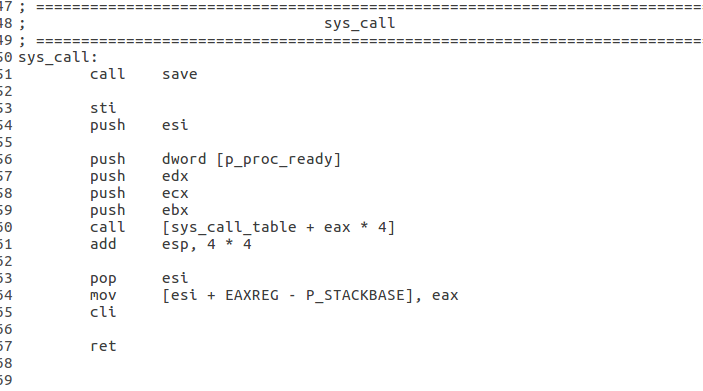 47 ; ==========================================================================
48 ;                                 sys_call
49 ; ==========================================================================
50 sys_call:
51         call    save
52
53         sti
54         push    esi
55
56         push    dword [p_proc_ready]
57         push    edx
58         push    ecx
59         push    ebx
60         call    [sys_call_table + eax * 4]
61         add     esp, 4 * 4
62
63         pop     esi
64         mov     [esi + EAXREG - P_STACKBASE], eax
65         cli
66
67         ret
68
69